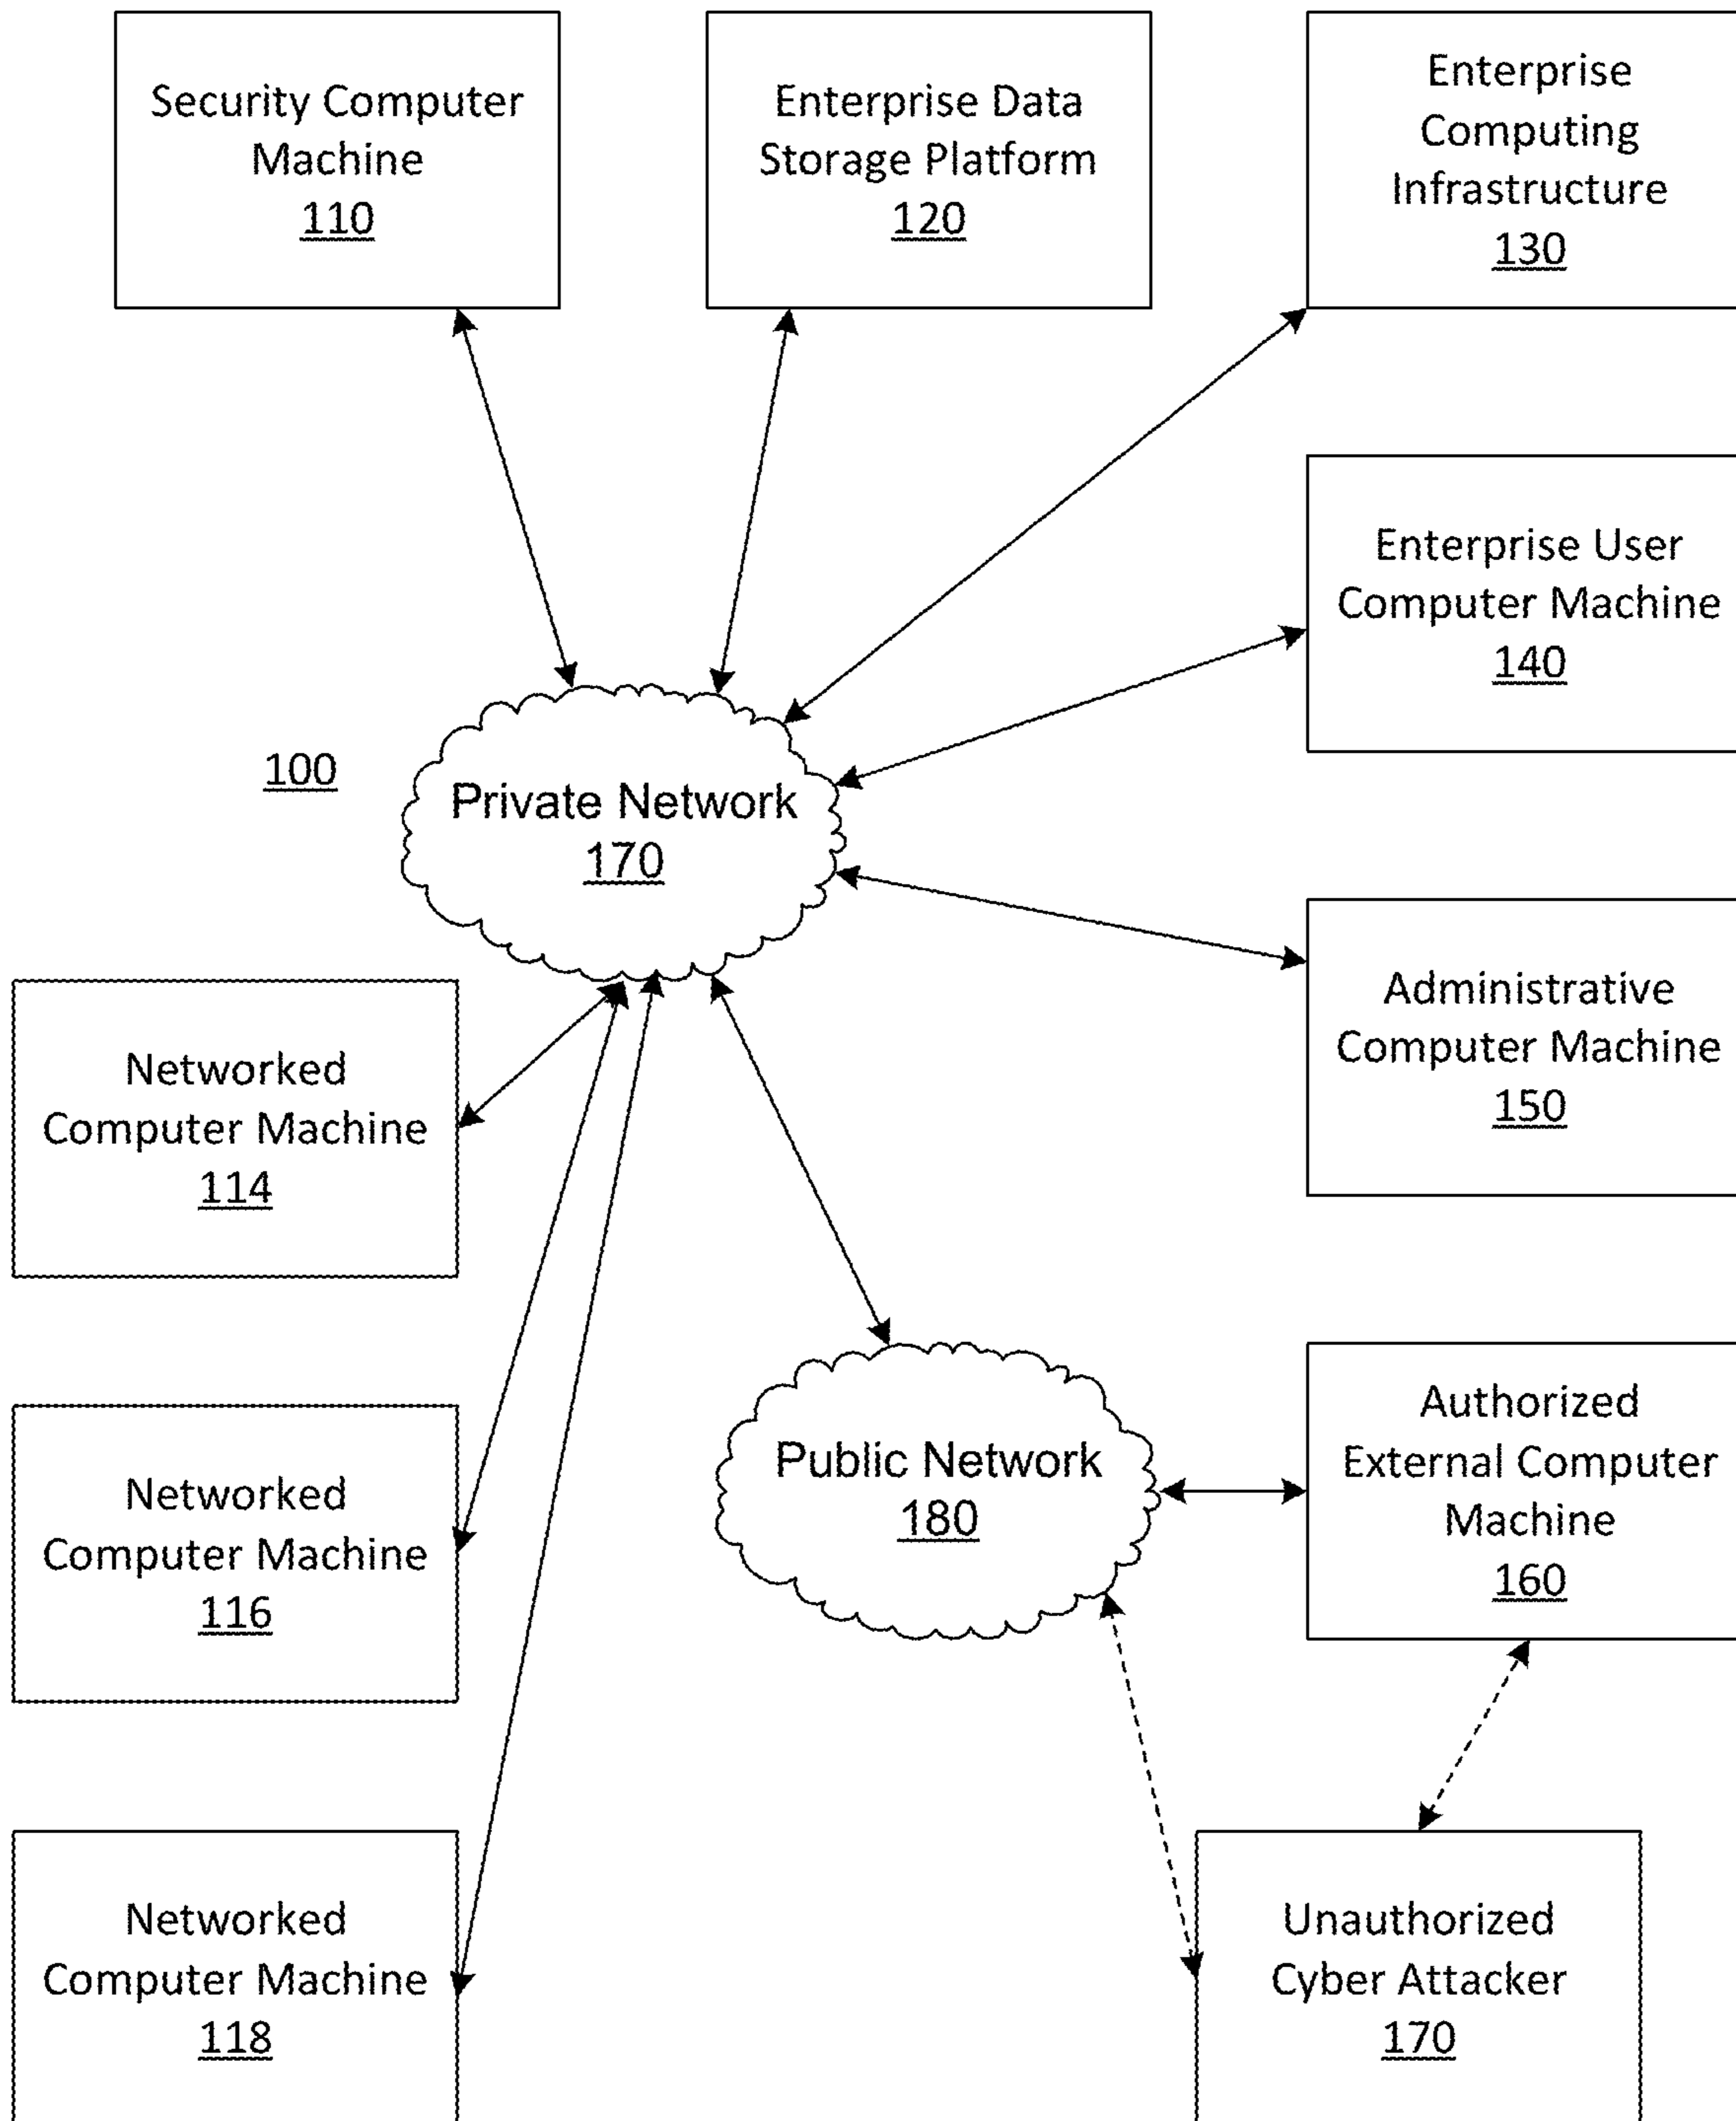 Security Computer
Machine
110
Enterprise Data
Storage Platform
120
Enterprise
Computing
Infrastructure
130
Enterprise User
Computer Machine
140
100
Private Network
170
Administrative
Computer Machine
150
Networked
Computer Machine
114
Public Network
180
Authorized
External Computer
Machine
160
Networked
Computer Machine
116
Networked
Computer Machine
118
Unauthorized
Cyber Attacker
170